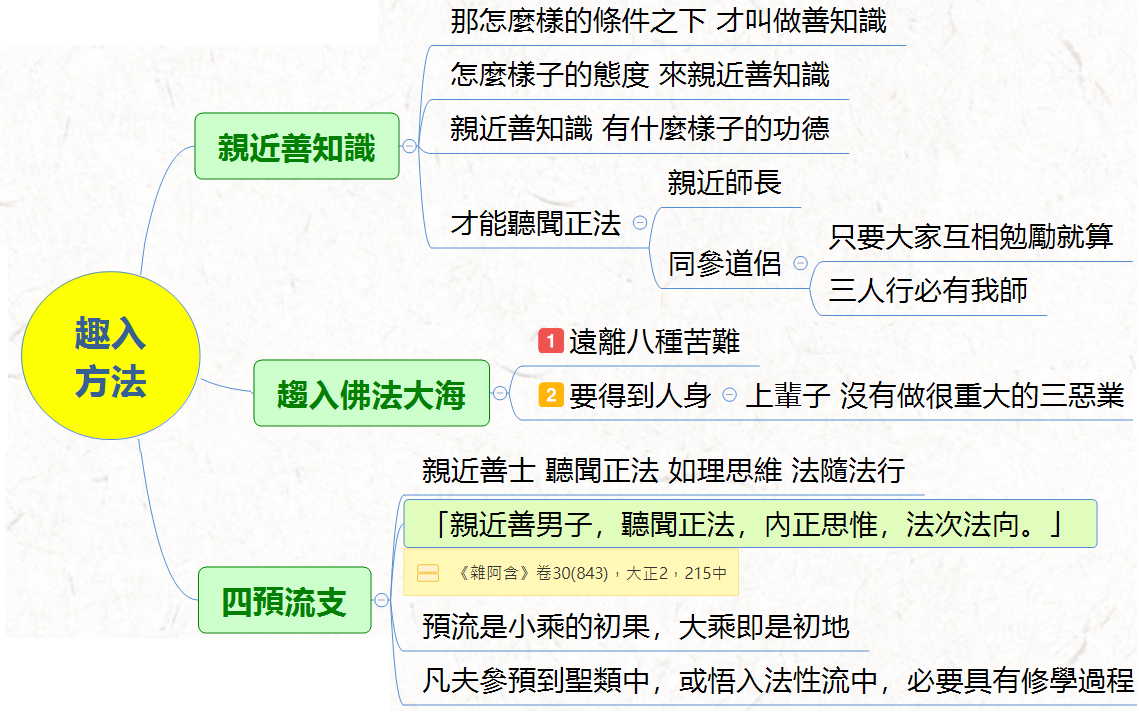 趣入
方法
親近善知識
那怎麼樣的條件之下 才叫做善知識
怎麼樣子的態度 來親近善知識
親近善知識 有什麼樣子的功德
才能聽聞正法
親近師長
同參道侶
只要大家互相勉勵就算
三人行必有我師
趨入佛法大海
1 遠離八種苦難
2 要得到人身
上輩子 沒有做很重大的三惡業
四預流支
親近善士 聽聞正法 如理思維 法隨法行
「親近善男子，聽聞正法，內正思惟，法次法向。」
《雜阿含》卷30(843)，大正2，215中
預流是小乘的初果，大乘即是初地
凡夫參預到聖類中，或悟入法性流中，必要具有修學過程